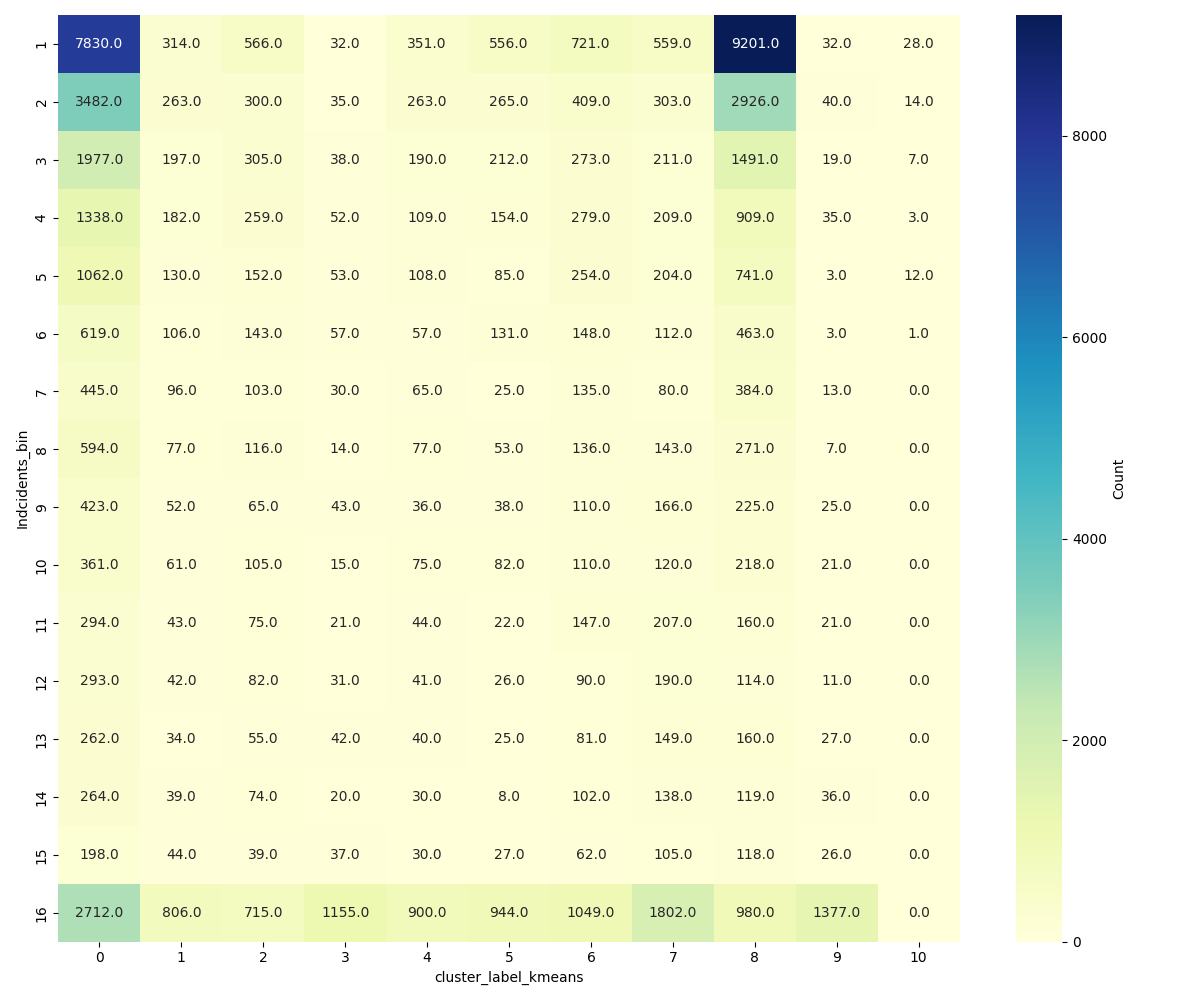 1 7830.0 314.0 566.0 32.0 351.0 556.0 721.0 559.0 9201.0 32.0 28.0
2 3482.0 263.0 300.0 35.0 263.0 265.0 409.0 303.0 2926.0 40.0 14.0
3 1977.0 197.0 305.0 38.0 190.0 212.0 273.0 211.0 1491.0 19.0 7.0
4 1338.0 182.0 259.0 52.0 109.0 154.0 279.0 209.0 909.0 35.0 3.0
5 1062.0 130.0 152.0 53.0 108.0 85.0 254.0 204.0 741.0 3.0 12.0
6 619.0 106.0 143.0 57.0 57.0 131.0 148.0 112.0 463.0 3.0 1.0
7 445.0 96.0 103.0 30.0 65.0 25.0 135.0 80.0 384.0 13.0 0.0
8 594.0 77.0 116.0 14.0 77.0 53.0 136.0 143.0 271.0 7.0 0.0
9 423.0 52.0 65.0 43.0 36.0 38.0 110.0 166.0 225.0 25.0 0.0
10 361.0 61.0 105.0 15.0 75.0 82.0 110.0 120.0 218.0 21.0 0.0
11 294.0 43.0 75.0 21.0 44.0 22.0 147.0 207.0 160.0 21.0 0.0
12 293.0 42.0 82.0 31.0 41.0 26.0 90.0 190.0 114.0 11.0 0.0
13 262.0 34.0 55.0 42.0 40.0 25.0 81.0 149.0 160.0 27.0 0.0
14 264.0 39.0 74.0 20.0 30.0 8.0 102.0 138.0 119.0 36.0 0.0
15 198.0 44.0 39.0 37.0 30.0 27.0 62.0 105.0 118.0 26.0 0.0
16 2712.0 806.0 715.0 1155.0 900.0 944.0 1049.0 1802.0 980.0 1377.0 0.0
0 1 2 3 4 5 6 7 8 9 10
cluster_label_kmeans
Indcidents_bin
8000
6000
4000
2000
0
Count